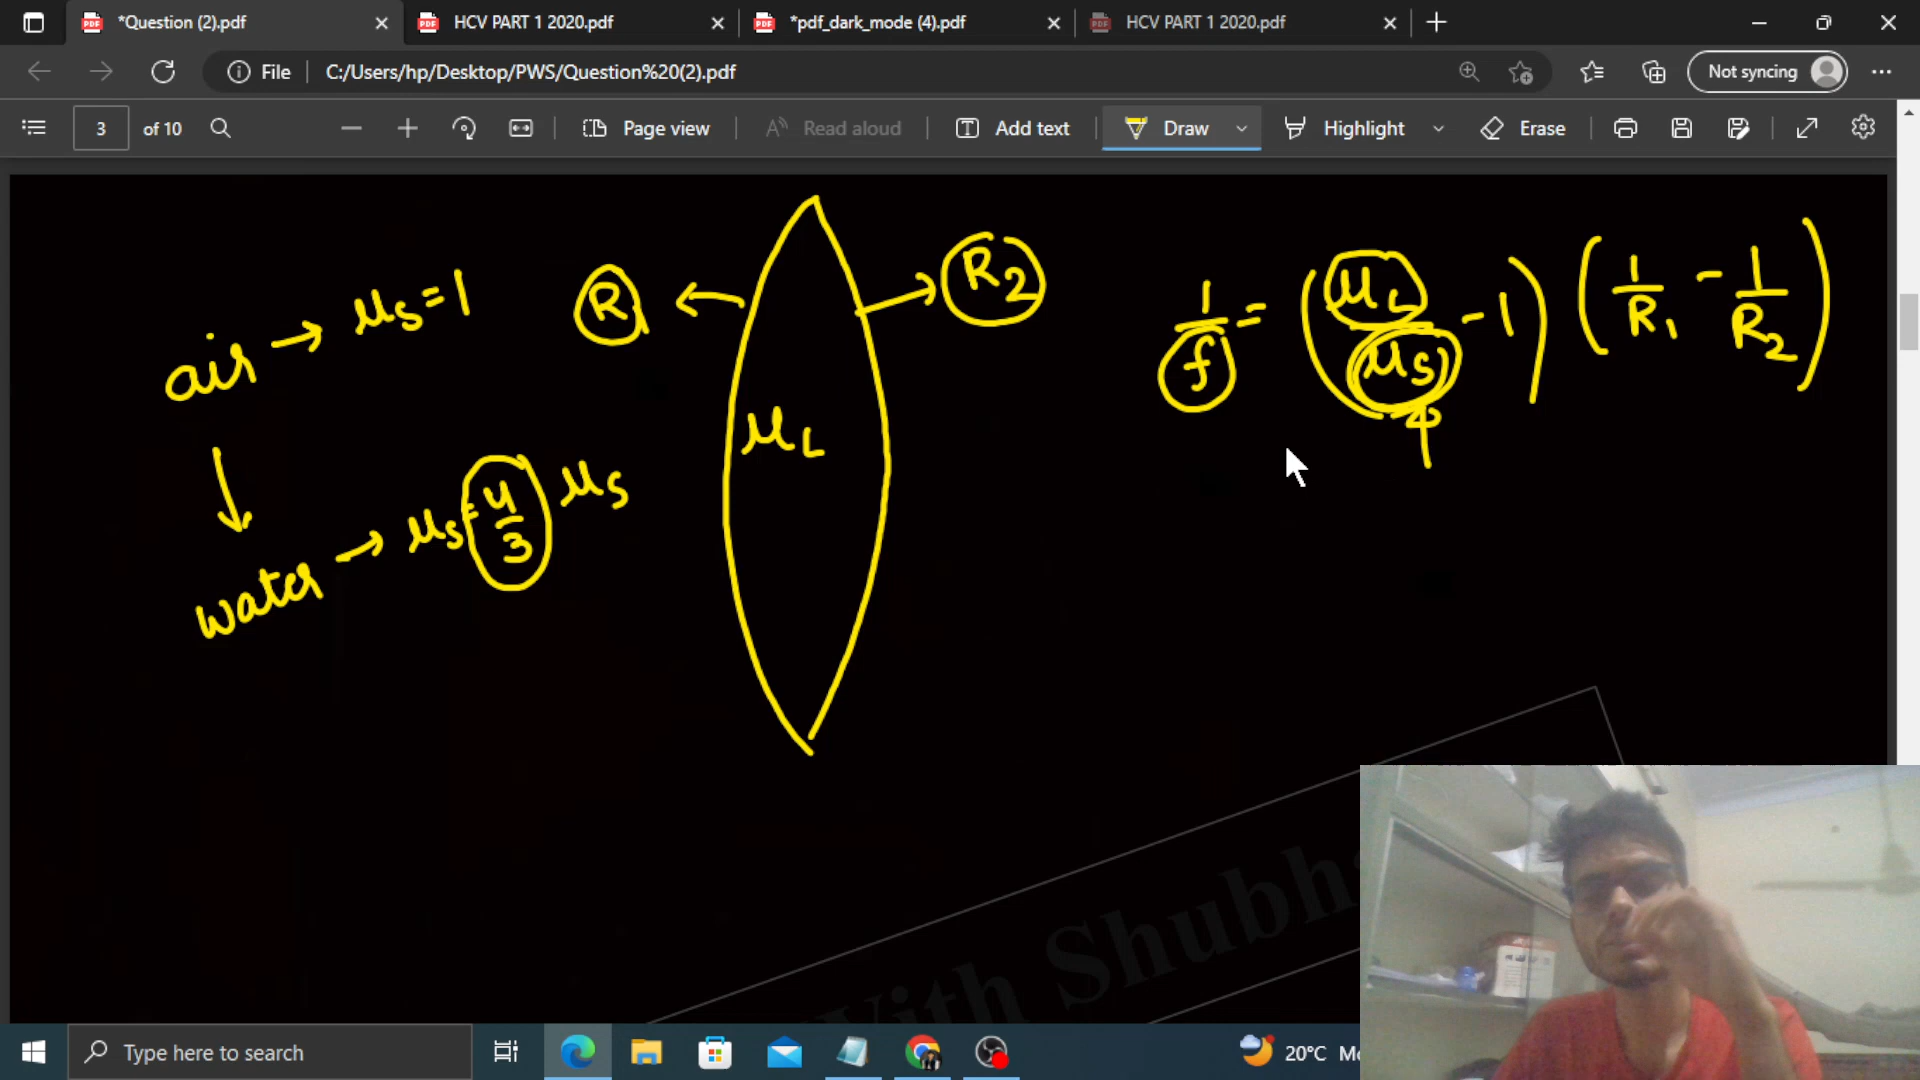 *Question (2).pdf
HCV PART 1 2020.pdf
*pdf_dark_mode (4).pdf
HCV PART 1 2020.pdf
File
C:/Users/hp/Desktop/PWS/Question%20(2).pdf
Not syncing
3 of 10
Page view
Read aloud
Add text
Draw
Highlight
Erase
air → μs = 1
R1
R2
1/f = (μL/μs - 1) (1/R1 - 1/R2)
μL
water → μs = 4/3 μs
With Shubh
Type here to search
20°C